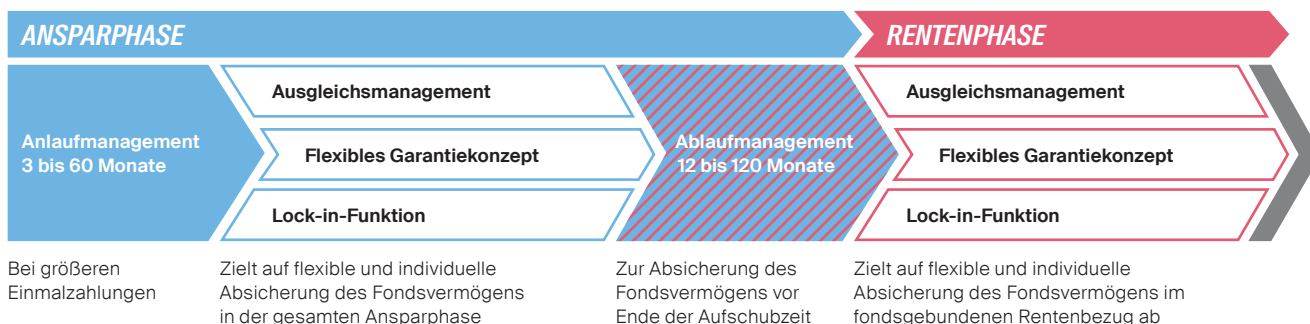 ANSPARPHASE
RENTENPHASE
Anlaufmanagement
3 bis 60 Monate
Ausgleichsmanagement
Flexibles Garantiekonzept
Lock-in-Funktion
Ablaufmanagement
12 bis 120 Monate
Ausgleichsmanagement
Flexibles Garantiekonzept
Lock-in-Funktion
Bei größeren
Einmalzahlungen
Zielt auf flexible und individuelle
Absicherung des Fondsvermögens
in der gesamten Ansparphase
Zur Absicherung des
Fondsvermögens vor
Ende der Aufschubzeit
Zielt auf flexible und individuelle
Absicherung des Fondsvermögens im
fondsgebundenen Rentenbezug ab